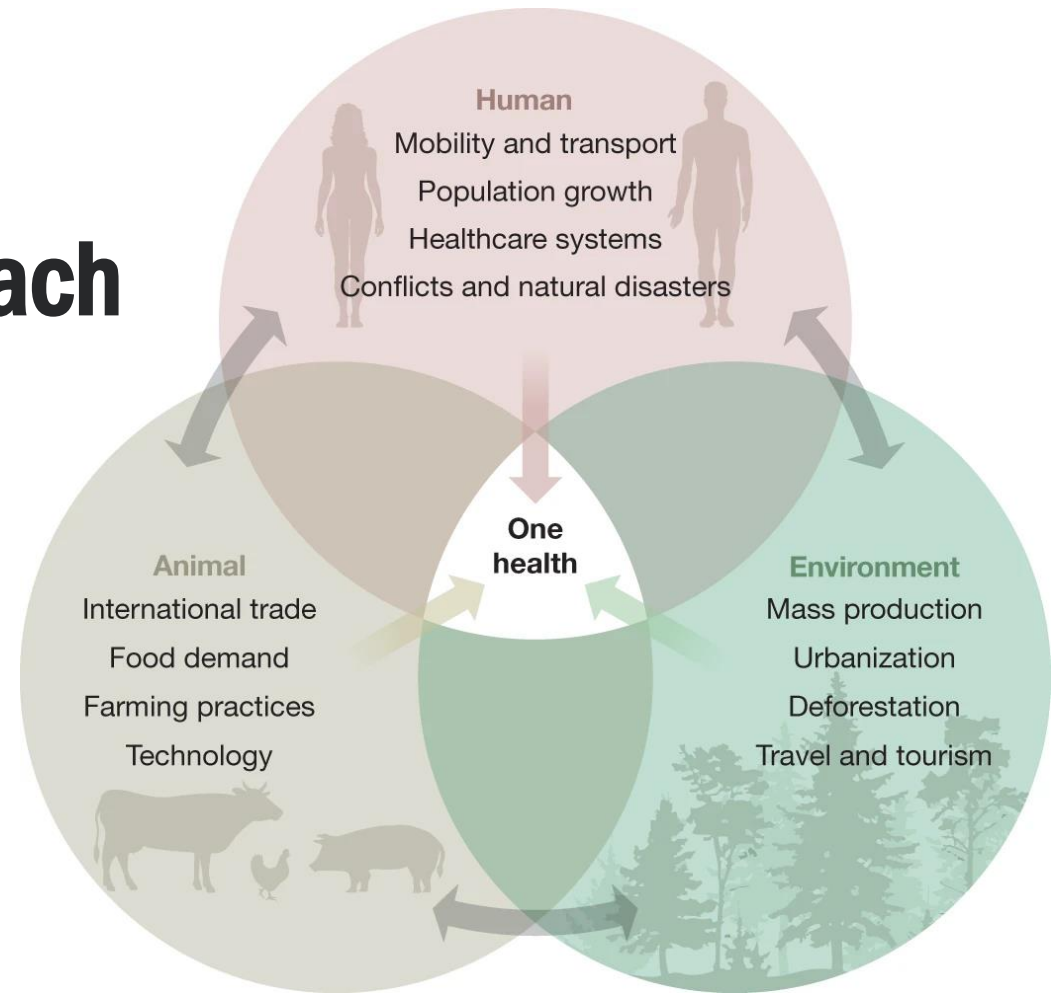 ach
Human
Mobility and transport
Population growth
Healthcare systems
Conflicts and natural disasters
One
health
Animal
International trade
Food demand
Farming practices
Technology
Environment
Mass production
Urbanization
Deforestation
Travel and tourism